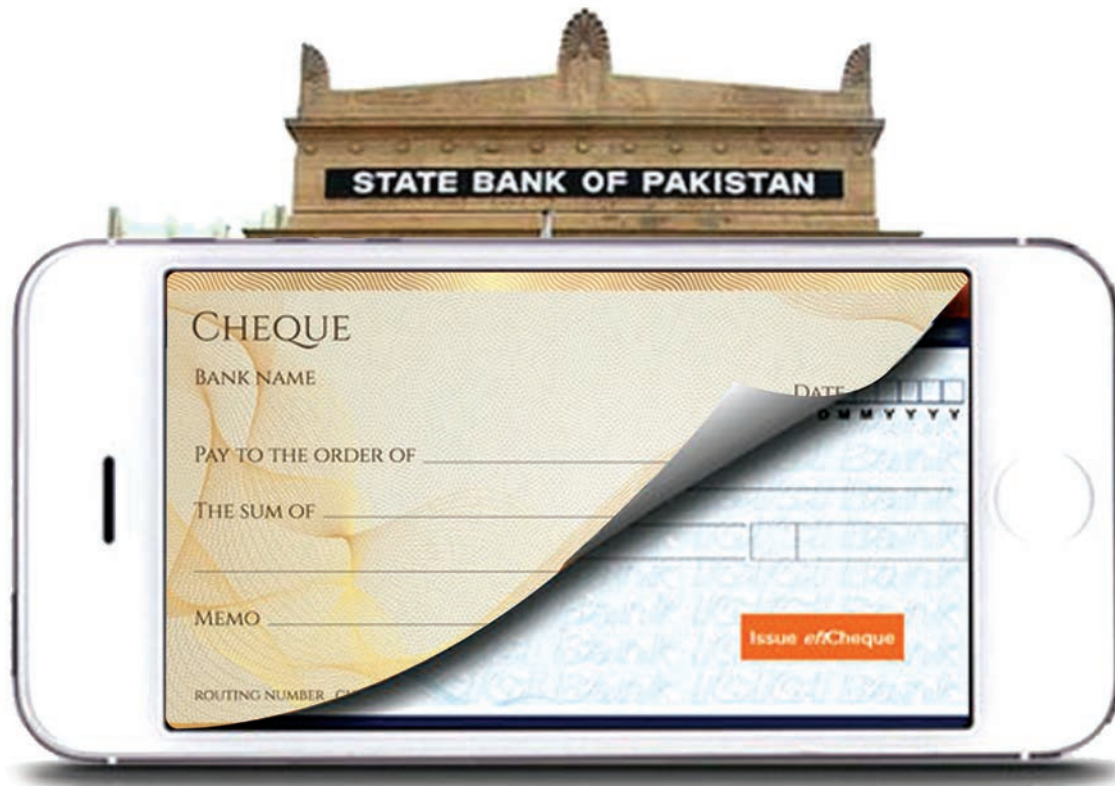 STATE BANK OF PAKISTAN
CHEQUE
BANK NAME
DATE
M M Y Y Y Y
PAY TO THE ORDER OF
THE SUM OF
MEMO
Issue eftCheque
ROUTING NUMBER